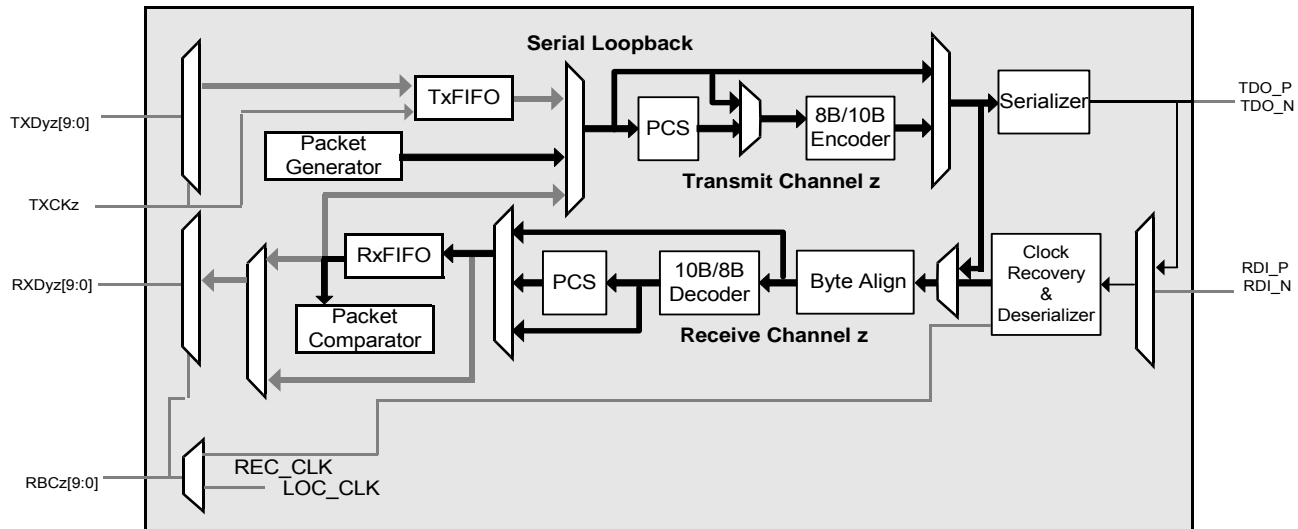 Serial Loopback
TXDyz[9:0]
TxFIFO
Packet
Generator
PCS
8B/10B
Encoder
Serializer
TDO_P
TDO_N
Transmit Channel z
TXCKz
RXDyz[9:0]
RxFIFO
Packet
Comparator
PCS
10B/8B
Decoder
Byte Align
Clock
Recovery
&
Deserializer
RDI_P
RDI_N
Receive Channel z
RBCz[9:0]
REC_CLK
LOC_CLK